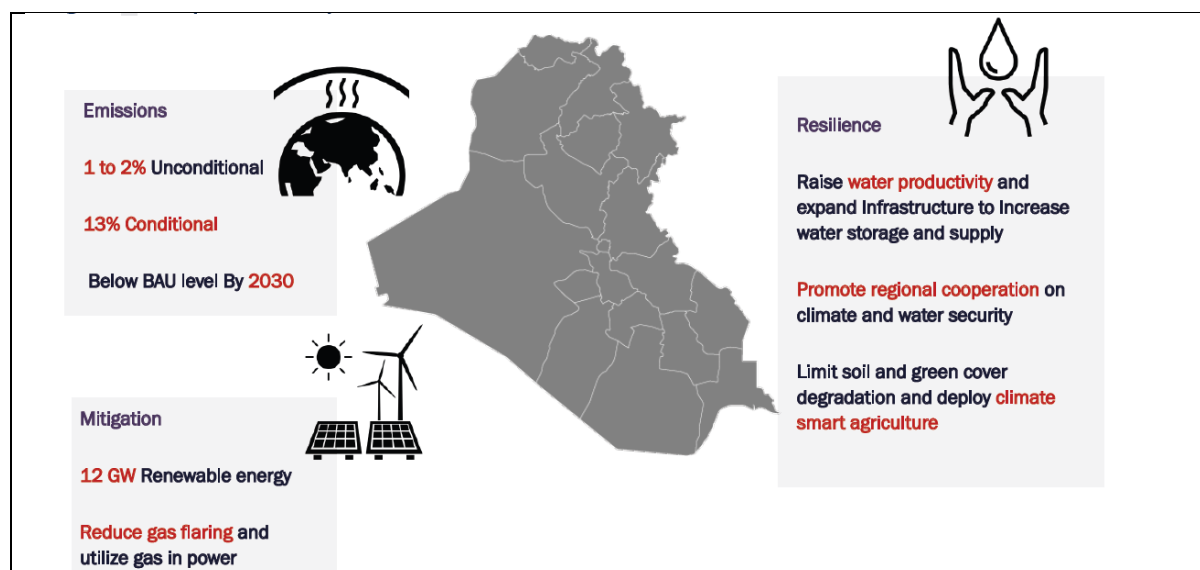 Emissions
1 to 2% Unconditional
13% Conditional
Below BAU level By 2030
Mitigation
12 GW Renewable energy
Reduce gas flaring and
utilize gas in power
Resilience
Raise water productivity and
expand Infrastructure to Increase
water storage and supply
Promote regional cooperation on
climate and water security
Limit soil and green cover
degradation and deploy climate
smart agriculture